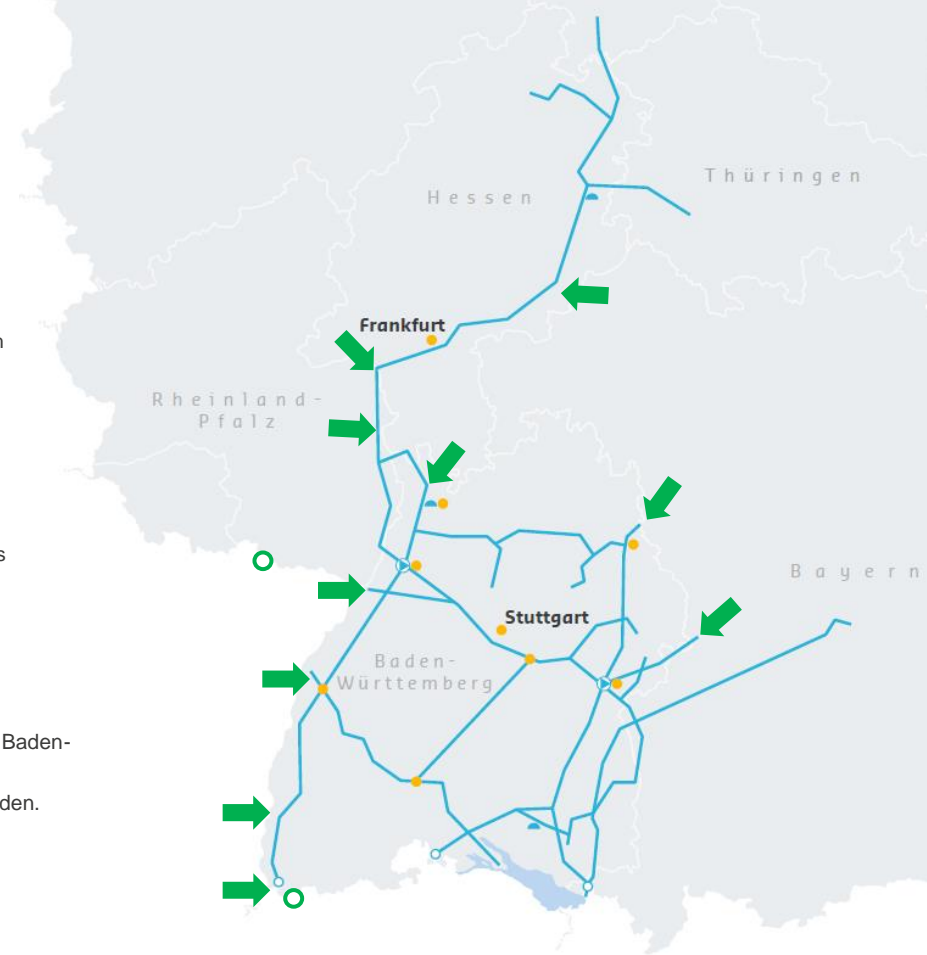 Thüringen
Hessen
Frankfurt
n
Rheinland-
Pfalz
s
Bayern
Stuttgart
Baden-
Württemberg
Baden-
den.